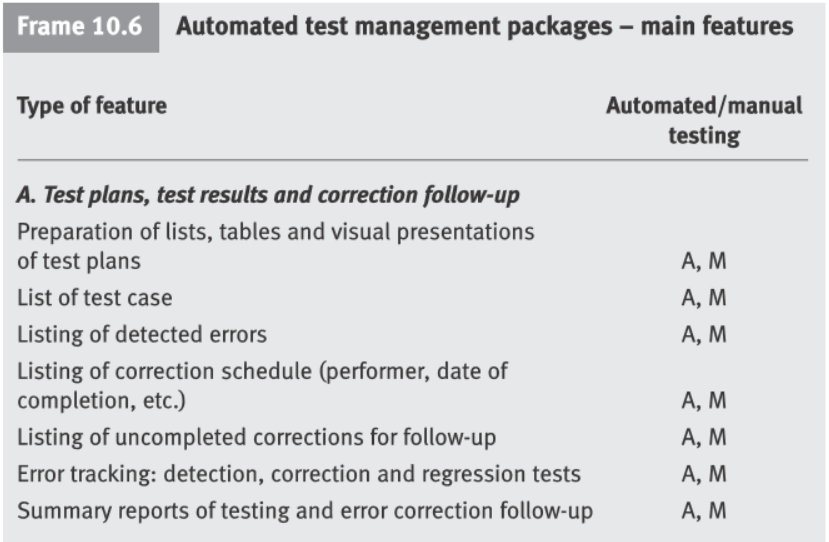 Frame 10.6 Automated test management packages – main features
Type of feature Automated/manual
testing
A. Test plans, test results and correction follow-up
Preparation of lists, tables and visual presentations
of test plans A, M
List of test case A, M
Listing of detected errors A, M
Listing of correction schedule (performer, date of
completion, etc.) A, M
Listing of uncompleted corrections for follow-up A, M
Error tracking: detection, correction and regression tests A, M
Summary reports of testing and error correction follow-up A, M